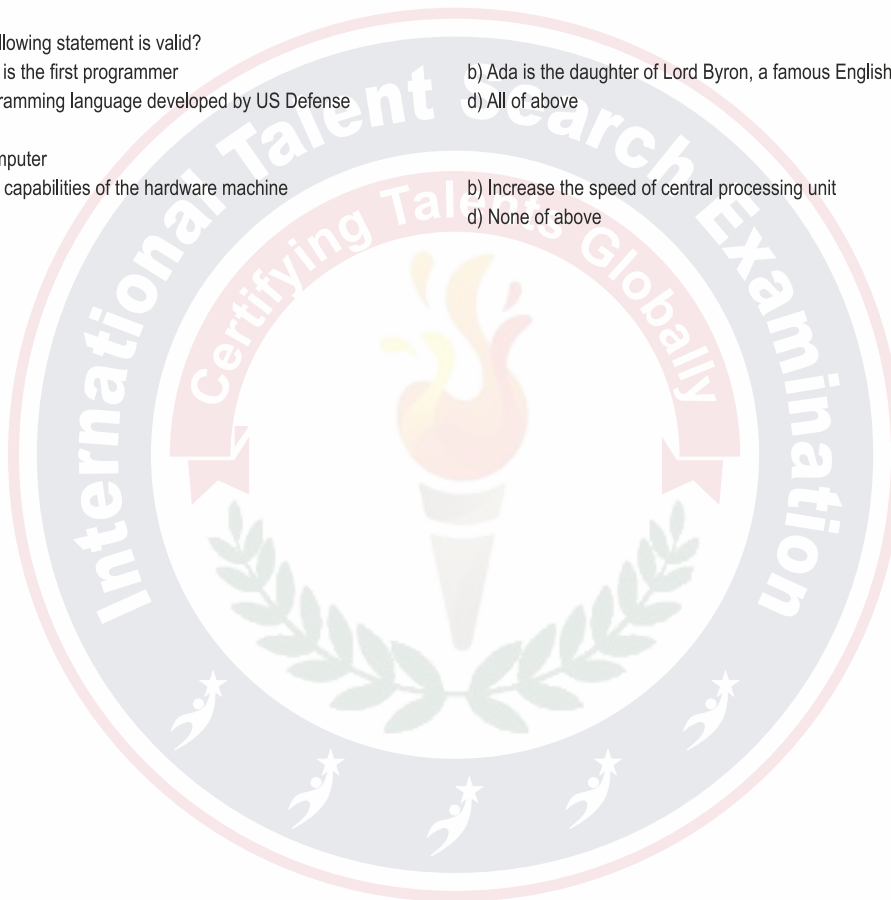 llowing statement is valid?
is the first programmer
b) Ada is the daughter of Lord Byron, a famous English
ramming language developed by US Defense
d) All of above
mputer
capabilities of the hardware machine
b) Increase the speed of central processing unit
d) None of above
International Talent Search Examination
Certifying Talents Globally